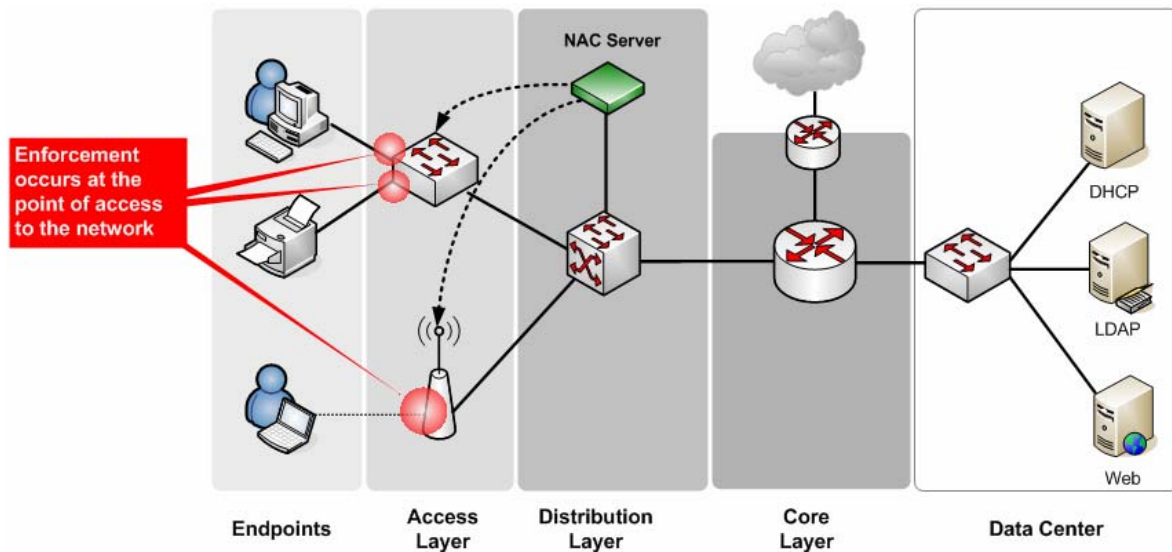 NAC Server
Enforcement
occurs at the
point of access
to the network
DHCP
LDAP
Web
Endpoints
Access
Layer
Distribution
Layer
Core
Layer
Data Center